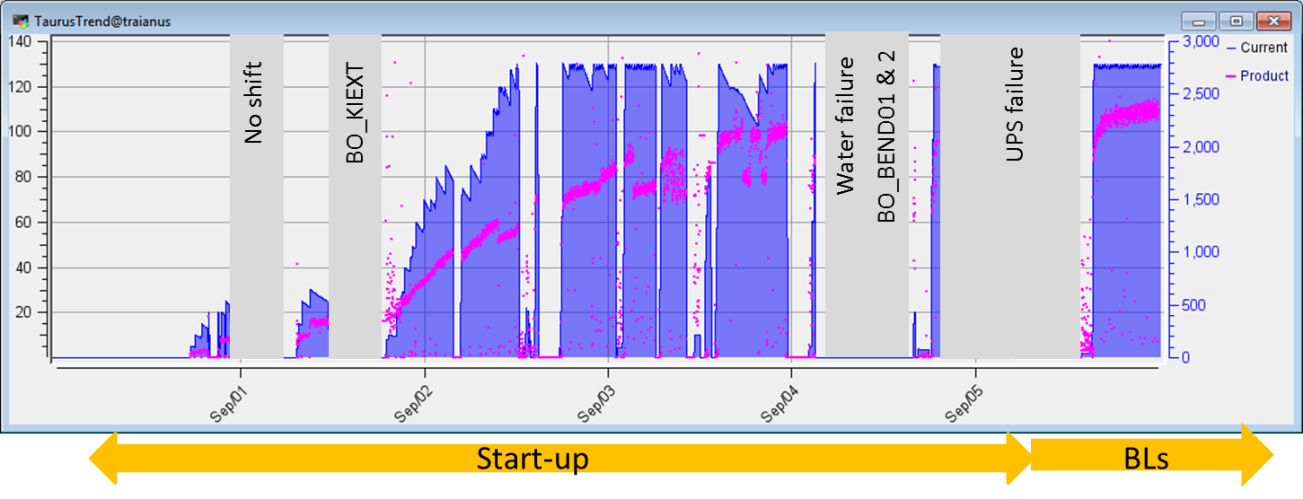 TaurusTrend@traianus
140
120
100
80
60
40
20
3,000
2,500
2,000
1,500
1,000
500
0
Current
Product
No shift
BO_KIEXT
Water failure
BO_BEND01 & 2
UPS failure
Sep/01
Sep/02
Sep/03
Sep/04
Sep/05
Start-up
BLs